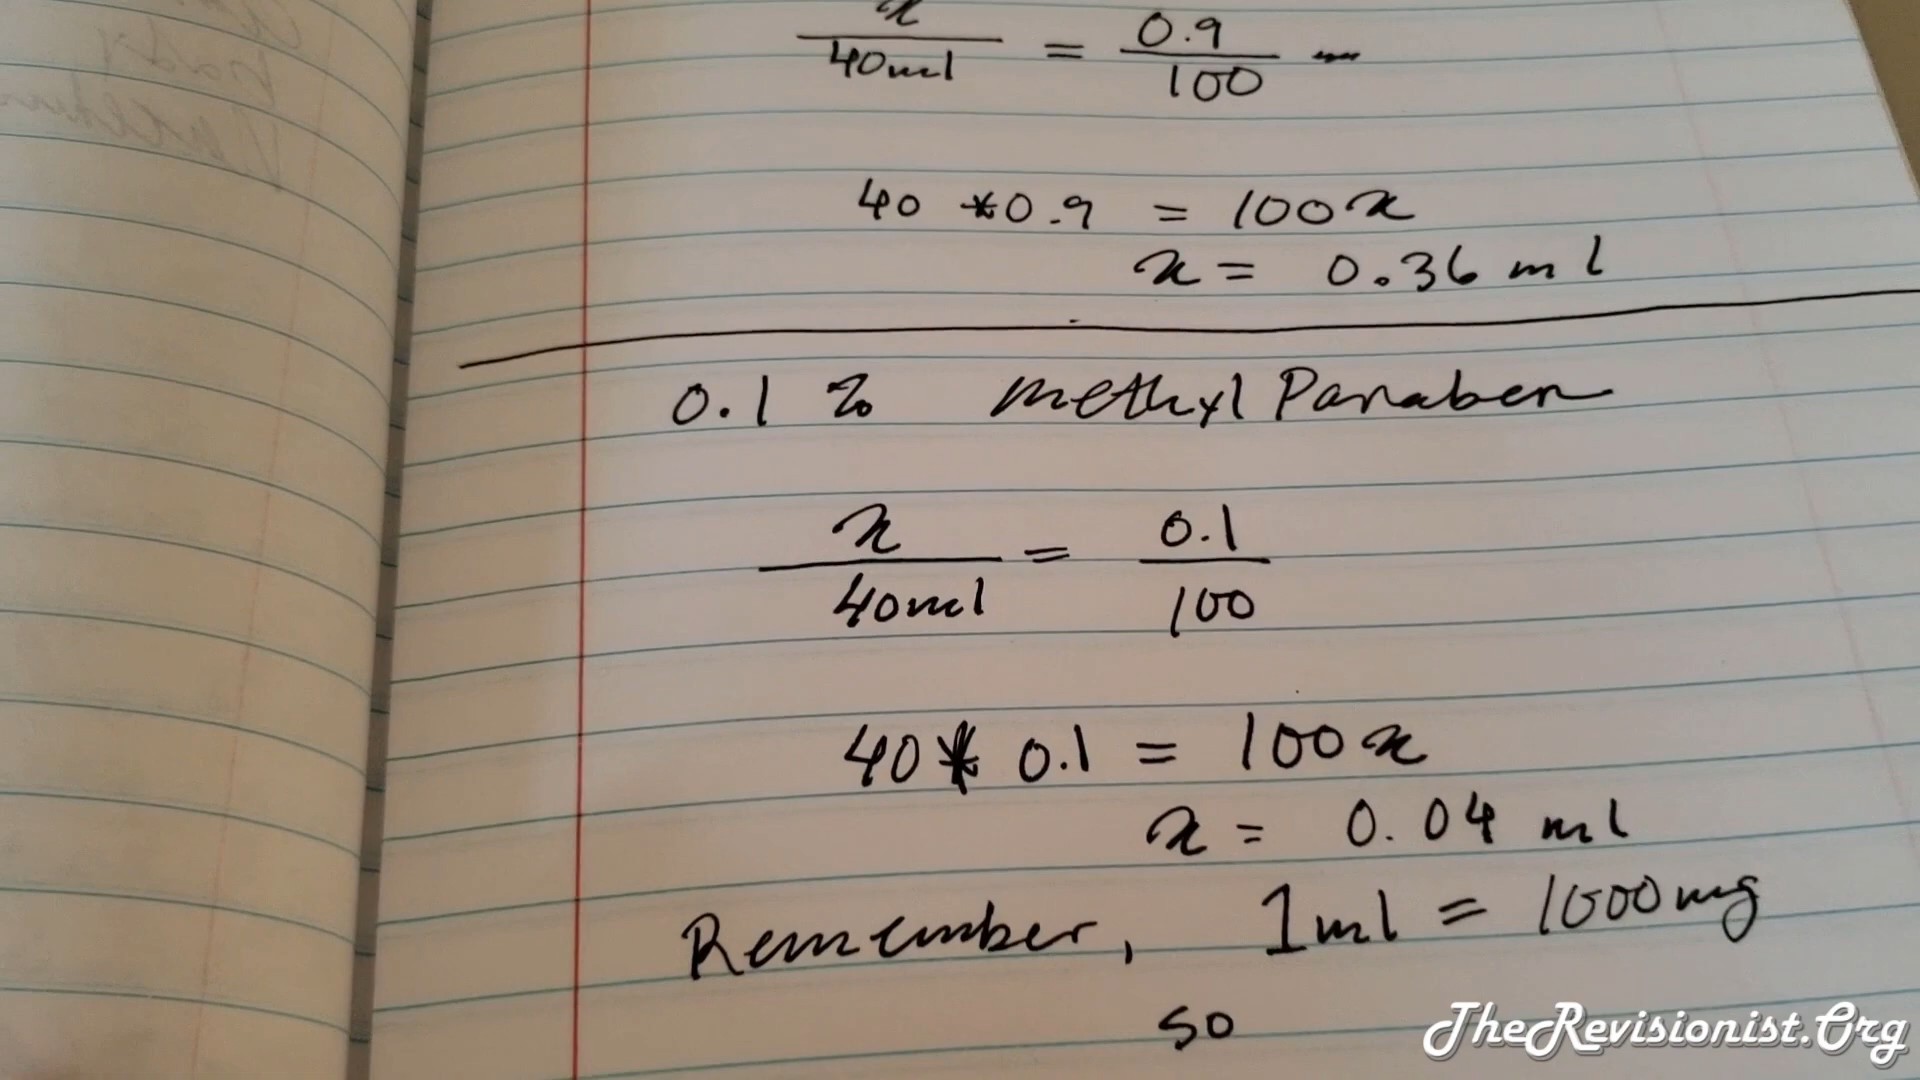 x
40ml = 0.9
100
40 * 0.9 = 100x
x = 0.36 ml
0.1 % methyl Paraben
x = 0.1
40ml 100
40 * 0.1 = 100x
x = 0.04 ml
Remember, 1ml = 1000mg
so
TheRevisionist.Org